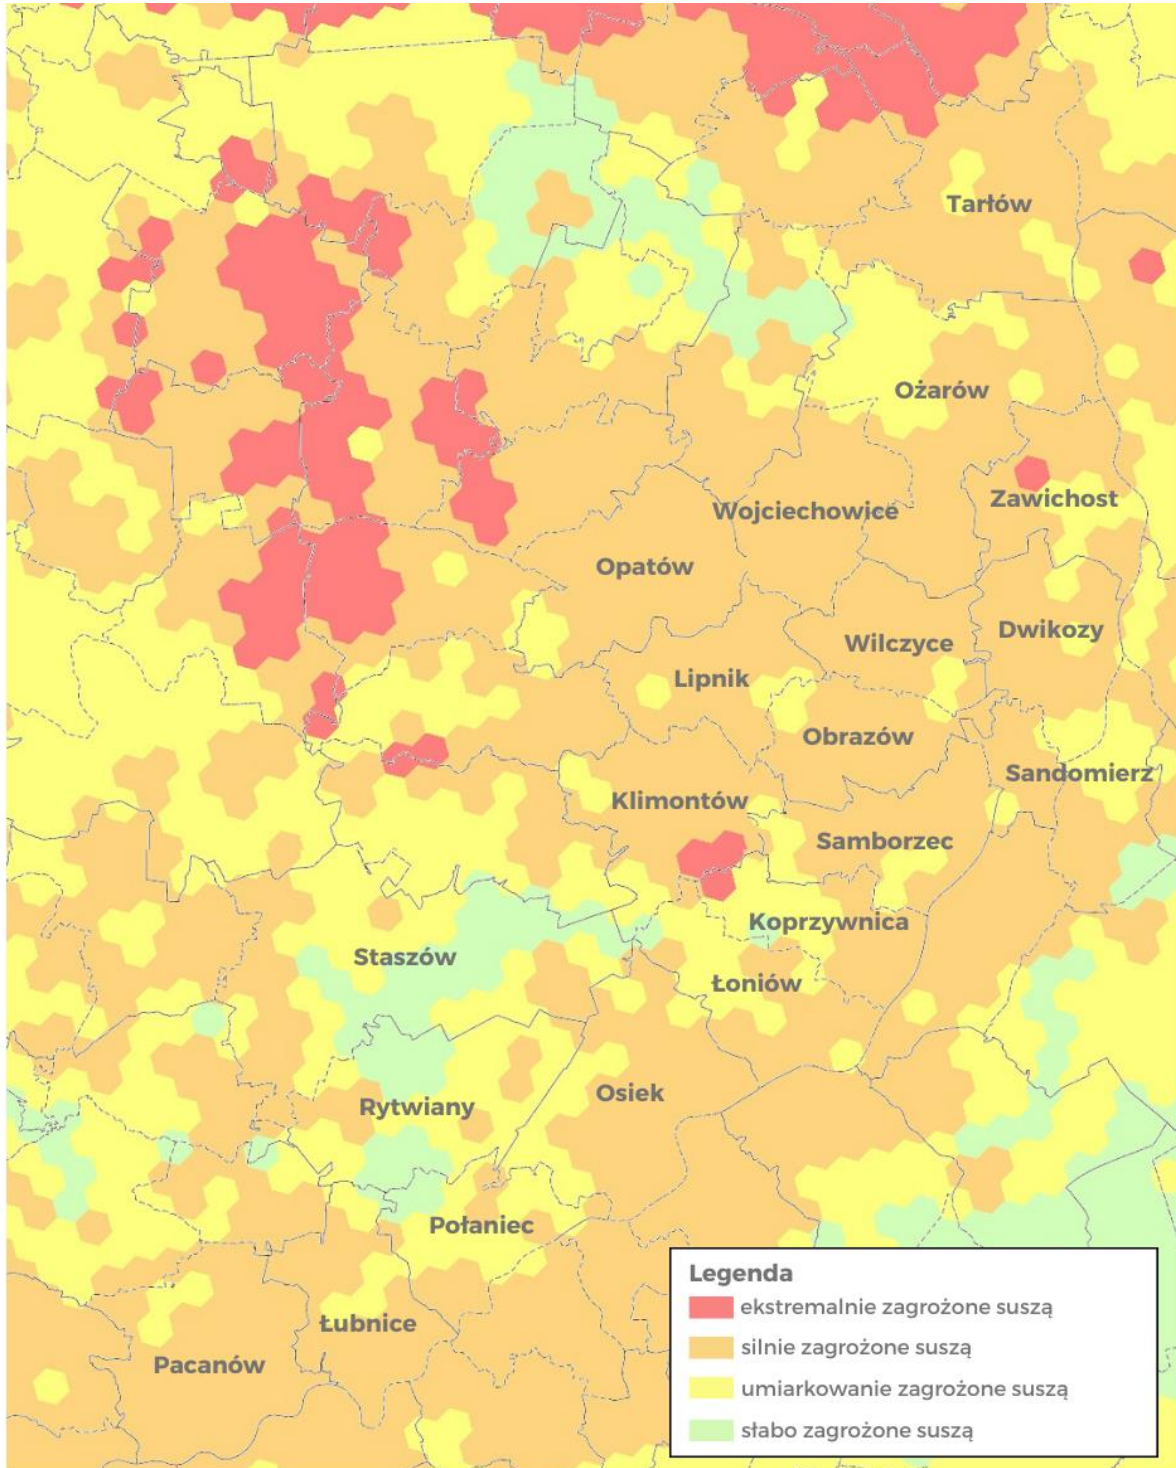 Tarłów
Ożarów
Zawichost
Wojciechowice
Opatów
Dwikozy
Wilczyce
Lipnik
Obrazów
Sandomierz
Klimontów
Samborzec
Koprzywnica
Staszów
Łoniów
Osiek
Rytwiany
Połaniec
Łubnice
Pacanów
Legenda
ekstremalnie zagrożone suszą
silnie zagrożone suszą
umiarkowanie zagrożone suszą
słabo zagrożone suszą